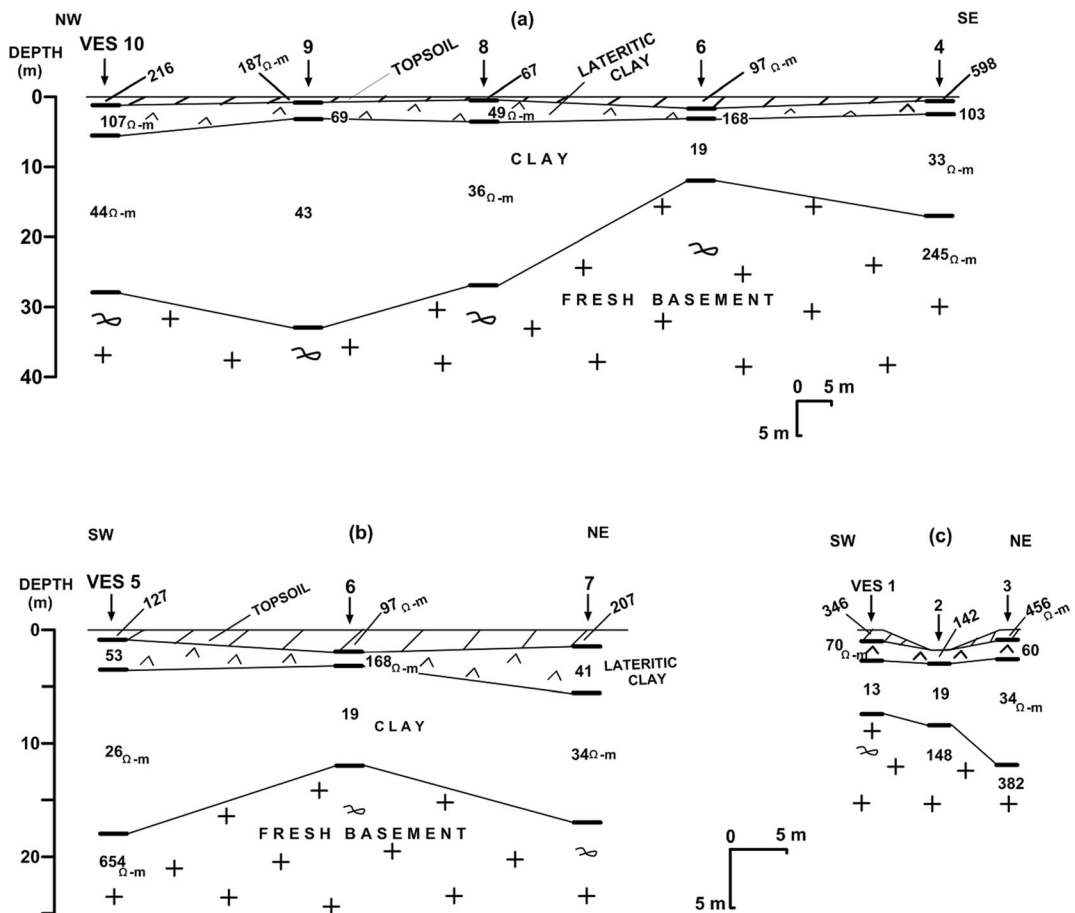 (a)
NW
SE
DEPTH
(m)
VES 10
9
8
6
4
216
187Ω-m
TOPSOIL
67
LATERITIC
CLAY
97Ω-m
598
0
107Ω-m
69
49Ω-m
168
103
CLAY
19
33Ω-m
10
44Ω-m
43
36Ω-m
20
245Ω-m
FRESH BASEMENT
30
40
0 5 m
5 m
(b)
SW
NE
DEPTH
(m)
VES 5
6
7
127
TOPSOIL
97Ω-m
207
0
53
168Ω-m
41
LATERITIC
CLAY
19
CLAY
26Ω-m
34Ω-m
10
FRESH BASEMENT
654Ω-m
20
(c)
SW
NE
VES 1
2
3
346
142
456Ω-m
70Ω-m
60
13
19
34Ω-m
148
382
0 5 m
5 m